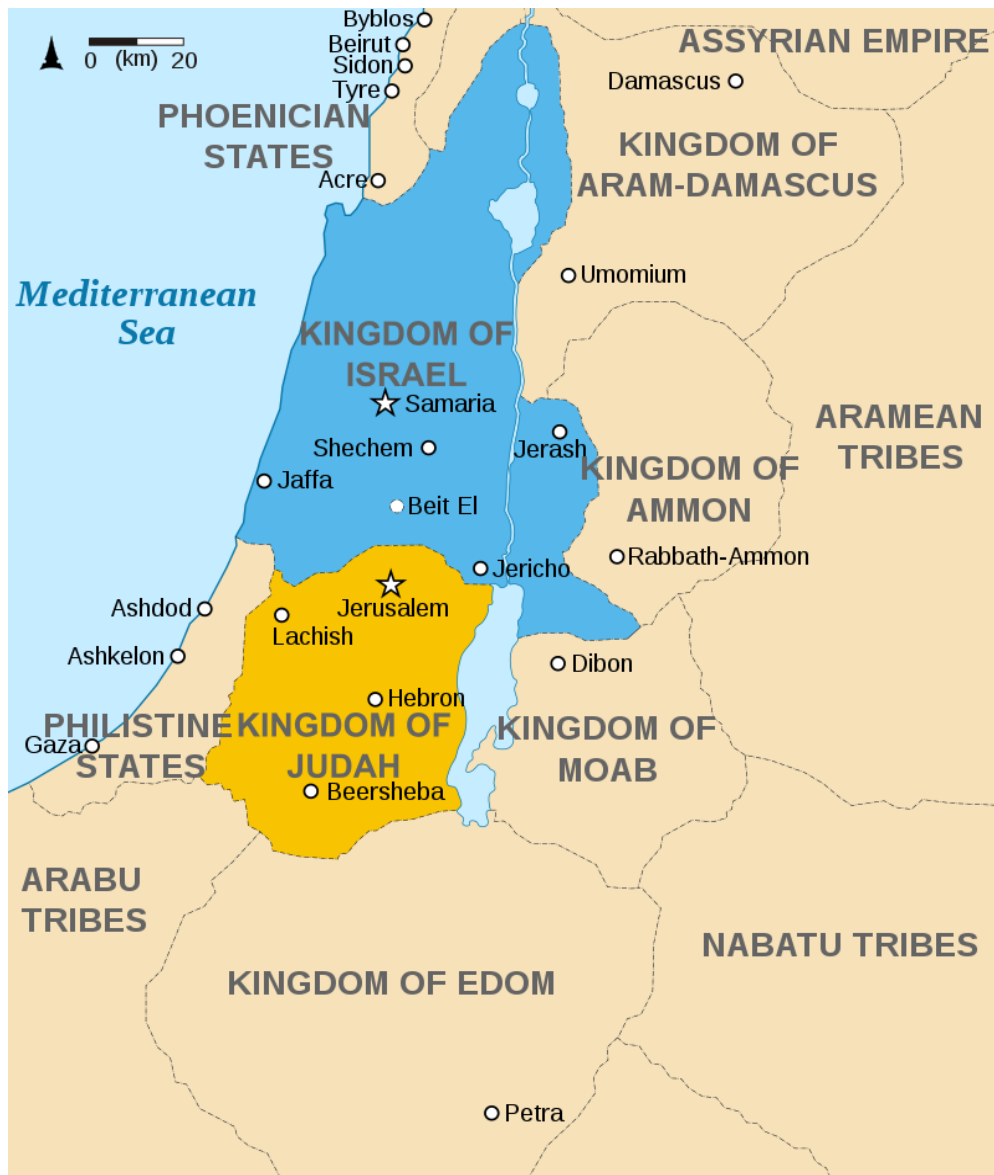 Byblos
ASSYRIAN EMPIRE
Beirut
0 (km) 20
Sidon
Damascus
Tyre
PHOENICIAN
STATES
KINGDOM OF
ARAM-DAMASCUS
Acre
Umomium
Mediterranean
Sea
KINGDOM OF
ISRAEL
Samaria
ARAMEAN
TRIBES
Shechem
Jerash
KINGDOM OF
AMMON
Jaffa
Beit El
Rabbath-Ammon
Jericho
Ashdod
Jerusalem
Lachish
Ashkelon
Dibon
Hebron
PHILISTINE
STATES
KINGDOM OF
JUDAH
KINGDOM OF
MOAB
Gaza
Beersheba
ARABU
TRIBES
NABATU TRIBES
KINGDOM OF EDOM
Petra